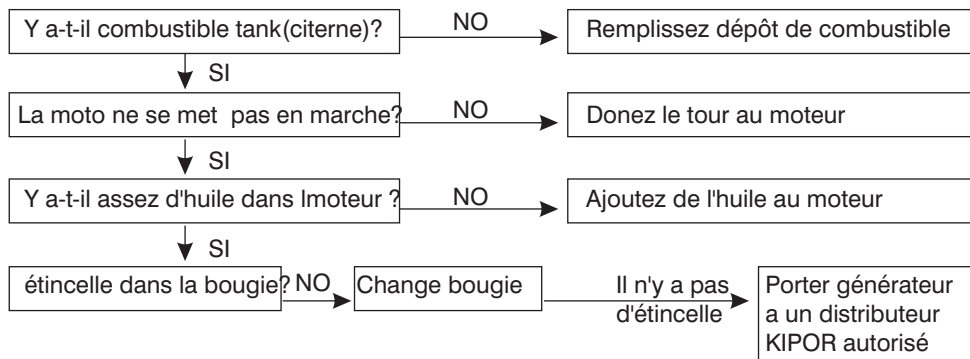 Y a-t-il combustible tank(citerne)?
NO
Remplissez dépôt de combustible
SI
La moto ne se met pas en marche?
NO
Donez le tour au moteur
SI
Y a-t-il assez d'huile dans lmoteur ?
NO
Ajoutez de l'huile au moteur
SI
étincelle dans la bougie?
NO
Change bougie
Il n'y a pas
d'étincelle
Porter générateur
a un distributeur
KIPOR autorisé